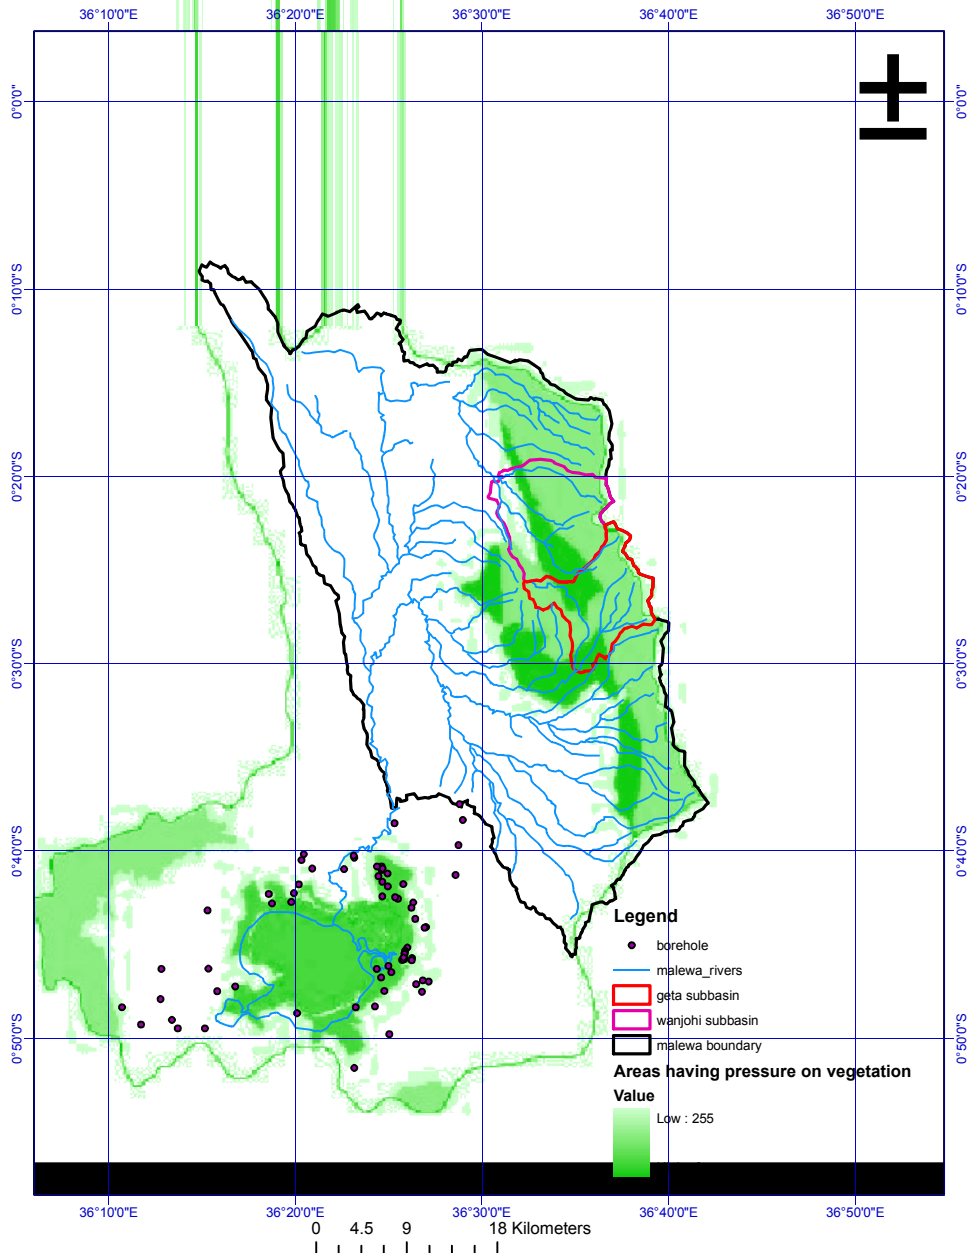 36°10'0"E 36°20'0"E 36°30'0"E 36°40'0"E 36°50'0"E
0°0'0" 0°0'0"
0°10'0"S 0°10'0"S
0°20'0"S 0°20'0"S
0°30'0"S 0°30'0"S
0°40'0"S 0°40'0"S
0°50'0"S 0°50'0"S
Legend
borehole
malewa_rivers
geta subbasin
wanjohi subbasin
malewa boundary
Areas having pressure on vegetation
Value
Low : 255
36°10'0"E 36°20'0"E 36°30'0"E 36°40'0"E 36°50'0"E
0 4.5 9 18 Kilometers